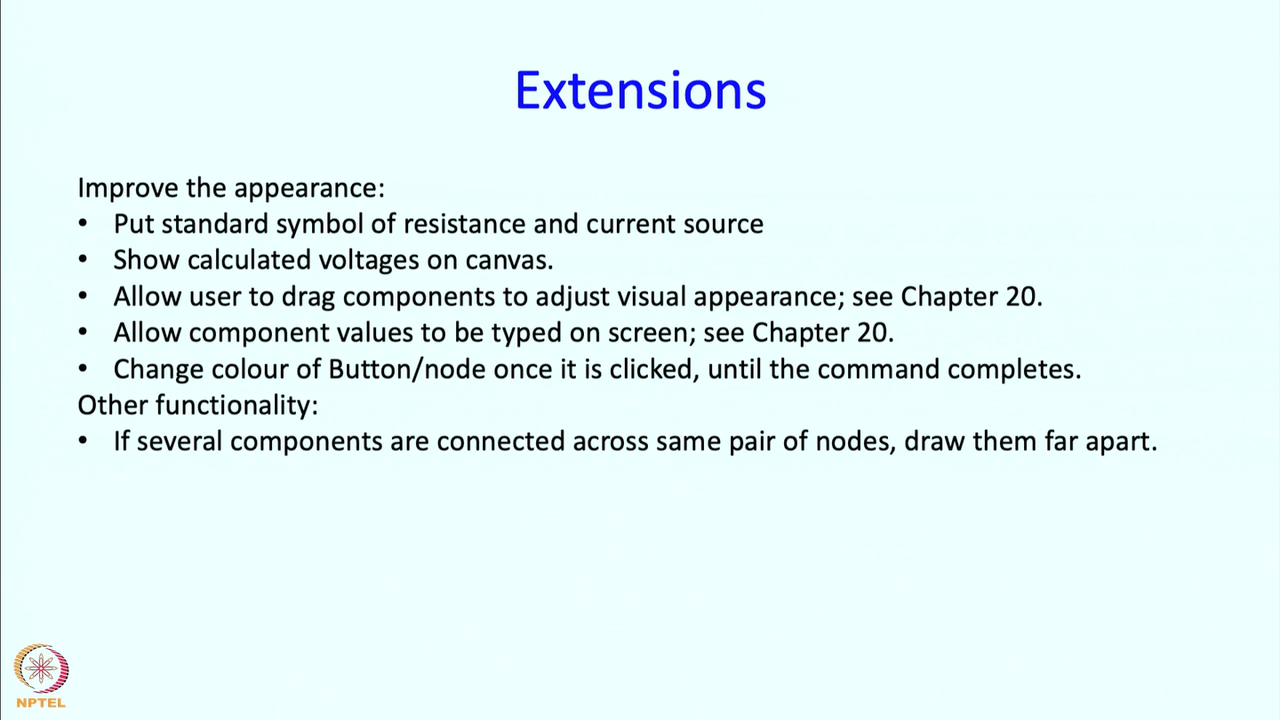 Extensions
Improve the appearance:
• Put standard symbol of resistance and current source
• Show calculated voltages on canvas.
• Allow user to drag components to adjust visual appearance; see Chapter 20.
• Allow component values to be typed on screen; see Chapter 20.
• Change colour of Button/node once it is clicked, until the command completes.
Other functionality:
• If several components are connected across same pair of nodes, draw them far apart.
NPTEL